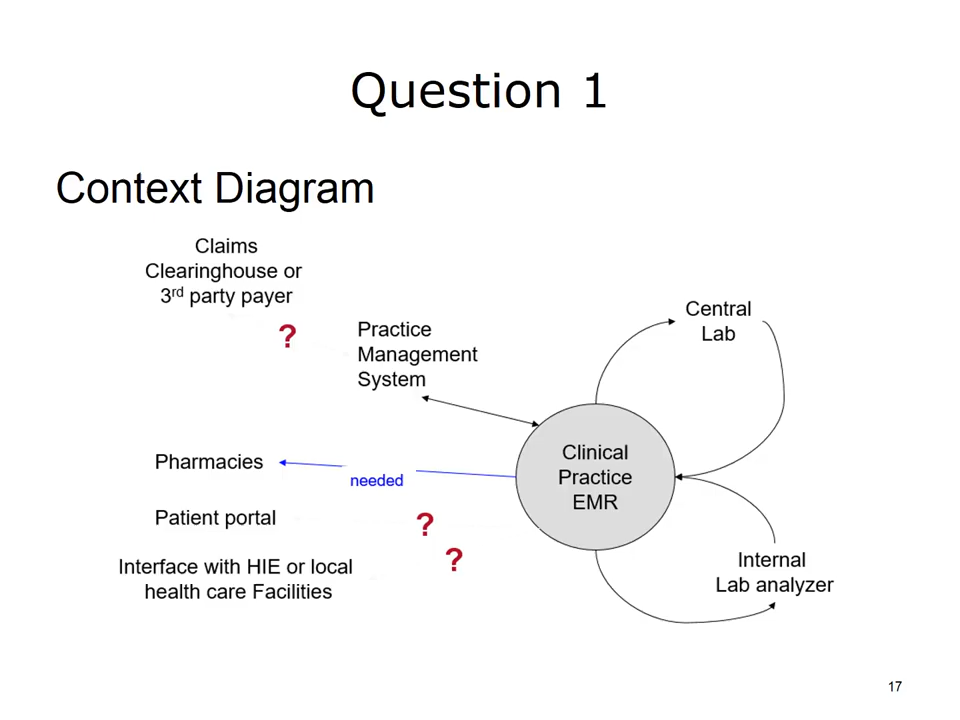 Question 1
Context Diagram
Claims
Clearinghouse or
3rd party payer
?
Practice
Management
System
Central
Lab
Clinical
Practice
EMR
Pharmacies
needed
Patient portal
?
?
Interface with HIE or local
health care Facilities
Internal
Lab analyzer
17